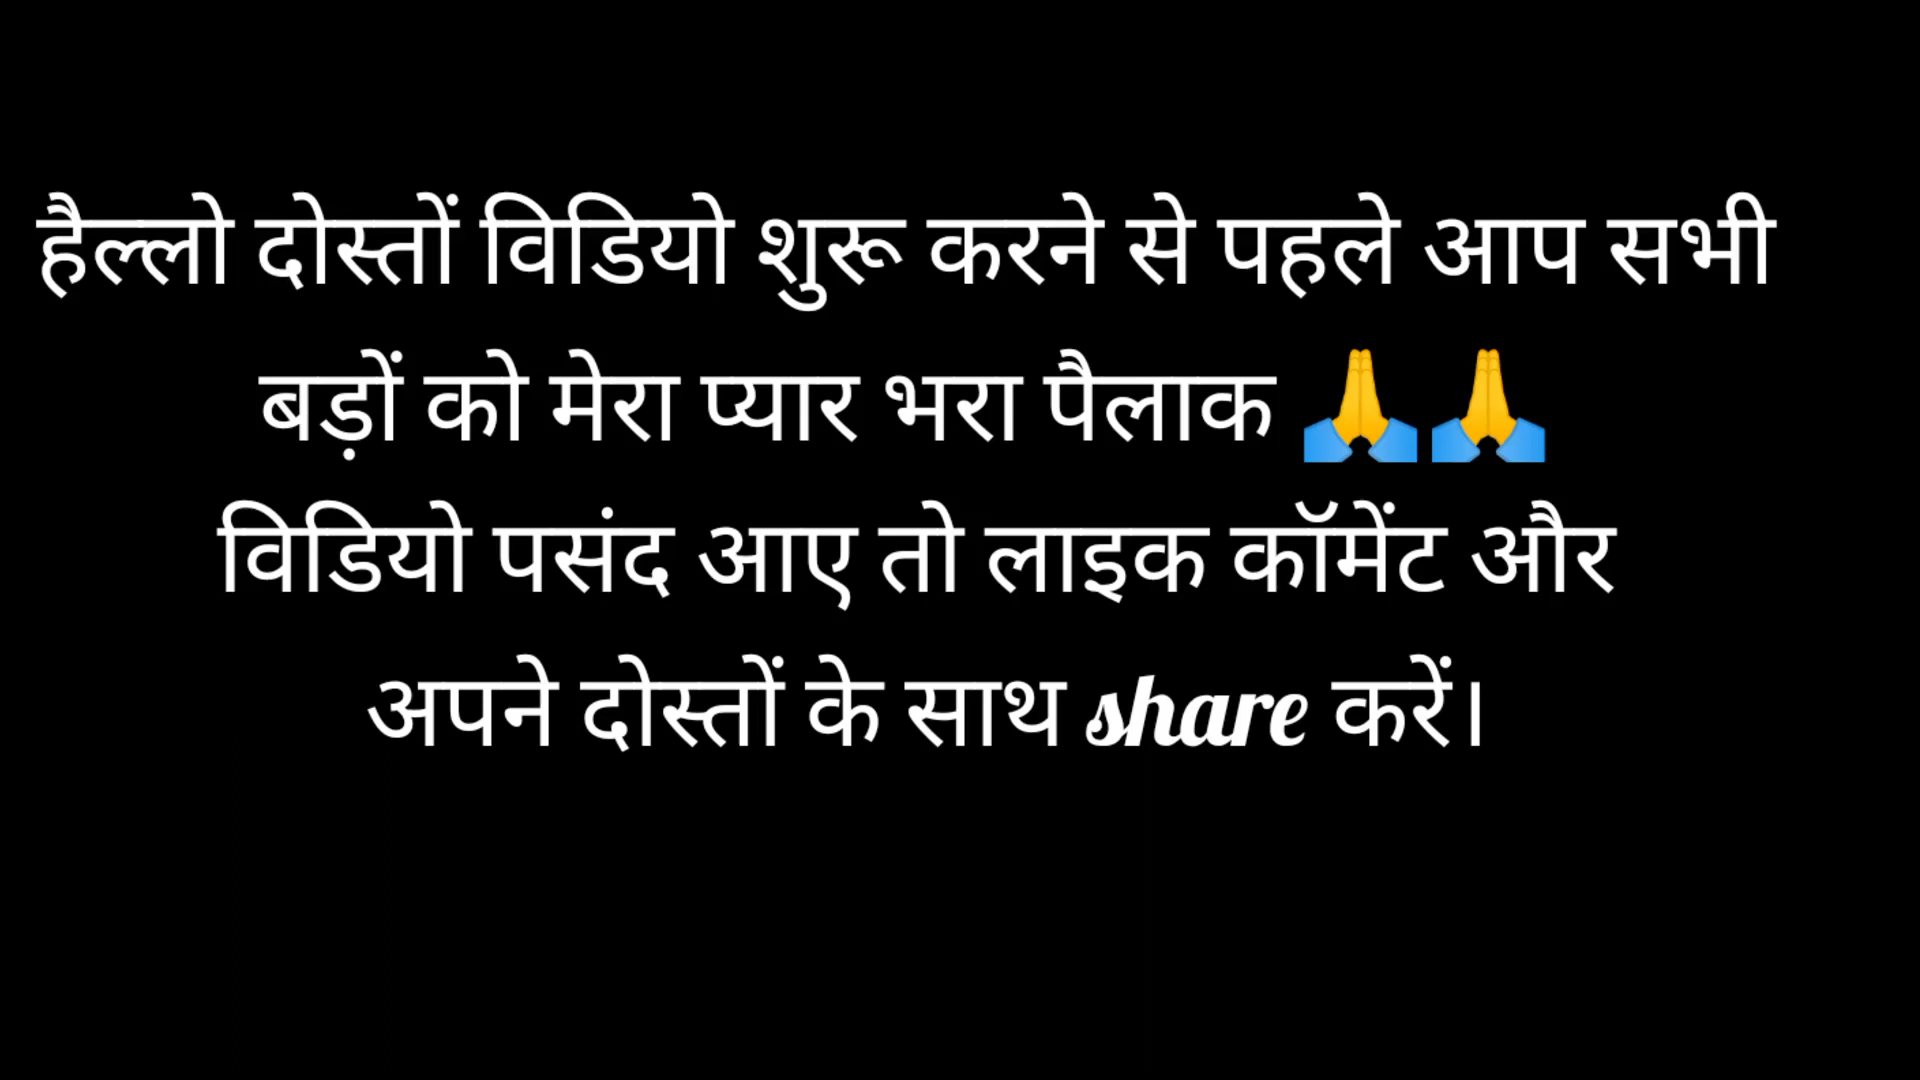 हैल्लो दोस्तों विडियो शुरू करने से पहले आप सभी
बड़ों को मेरा प्यार भरा पैलाक 🙏🙏
विडियो पसंद आए तो लाइक कॉमेंट और
अपने दोस्तों के साथ share करें।